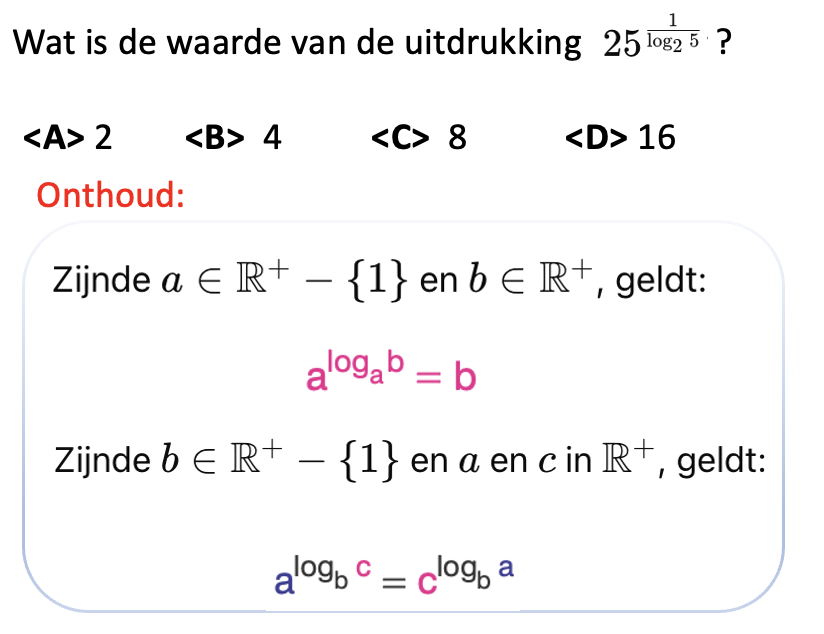 Wat is de waarde van de uitdrukking $25^{\frac{1}{\log_2 5}}$ ?
<A> 2 <B> 4 <C> 8 <D> 16
Onthoud:
Zijnde $a \in \mathbb{R}^+ - \{1\}$ en $b \in \mathbb{R}^+$, geldt:
$a^{\log_a b} = b$
Zijnde $b \in \mathbb{R}^+ - \{1\}$ en $a$ en $c$ in $\mathbb{R}^+$, geldt:
$a^{\log_b c} = c^{\log_b a}$